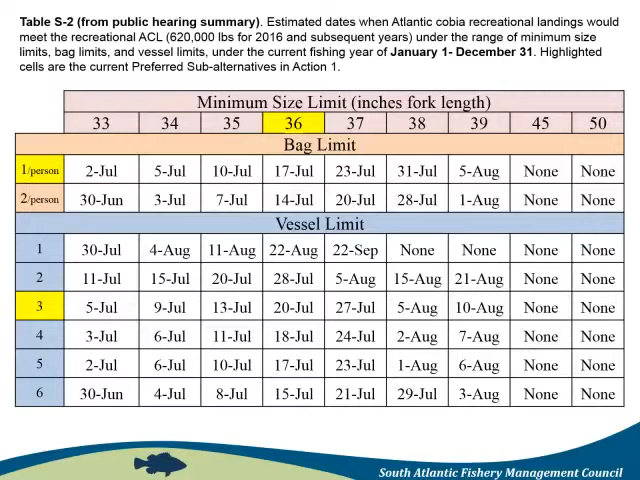 Table S-2 (from public hearing summary). Estimated dates when Atlantic cobia recreational landings would
meet the recreational ACL (620,000 lbs for 2016 and subsequent years) under the range of minimum size
limits, bag limits, and vessel limits, under the current fishing year of January 1- December 31. Highlighted
cells are the current Preferred Sub-alternatives in Action 1.
Minimum Size Limit (inches fork length)
33 34 35 36 37 38 39 45 50
Bag Limit
1/person 2-Jul 5-Jul 10-Jul 17-Jul 23-Jul 31-Jul 5-Aug None None
2/person 30-Jun 3-Jul 7-Jul 14-Jul 20-Jul 28-Jul 1-Aug None None
Vessel Limit
1 30-Jul 4-Aug 11-Aug 22-Aug 22-Sep None None None None
2 11-Jul 15-Jul 20-Jul 28-Jul 5-Aug 15-Aug 21-Aug None None
3 5-Jul 9-Jul 13-Jul 20-Jul 27-Jul 5-Aug 10-Aug None None
4 3-Jul 6-Jul 11-Jul 18-Jul 24-Jul 2-Aug 7-Aug None None
5 2-Jul 6-Jul 10-Jul 17-Jul 23-Jul 1-Aug 6-Aug None None
6 30-Jun 4-Jul 8-Jul 15-Jul 21-Jul 29-Jul 3-Aug None None
South Atlantic Fishery Management Council